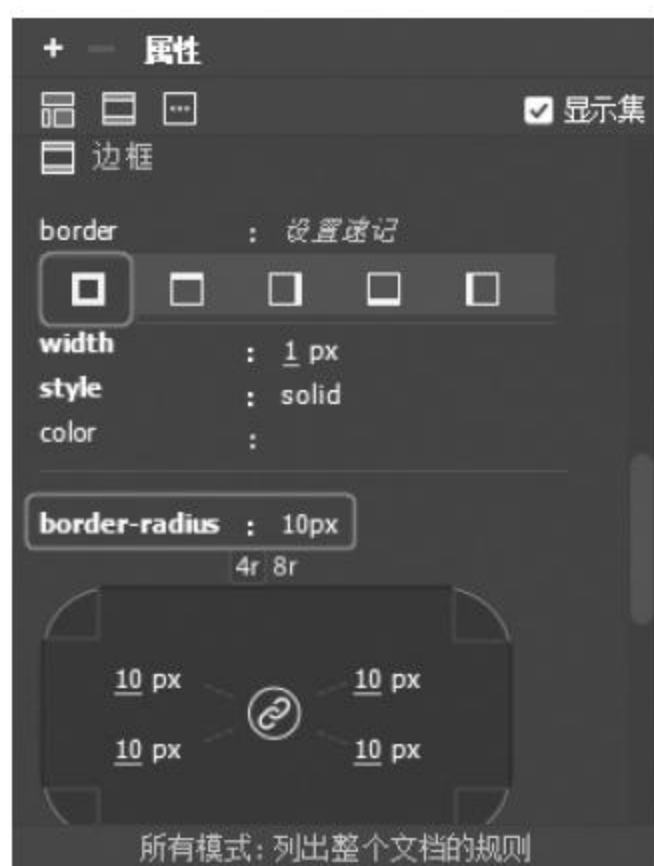 + − 属性
显示集
边框
border : 设置速记
width : 1 px
style : solid
color :
border-radius : 10px
4r 8r
10 px 10 px
10 px 10 px
所有模式: 列出整个文档的规则